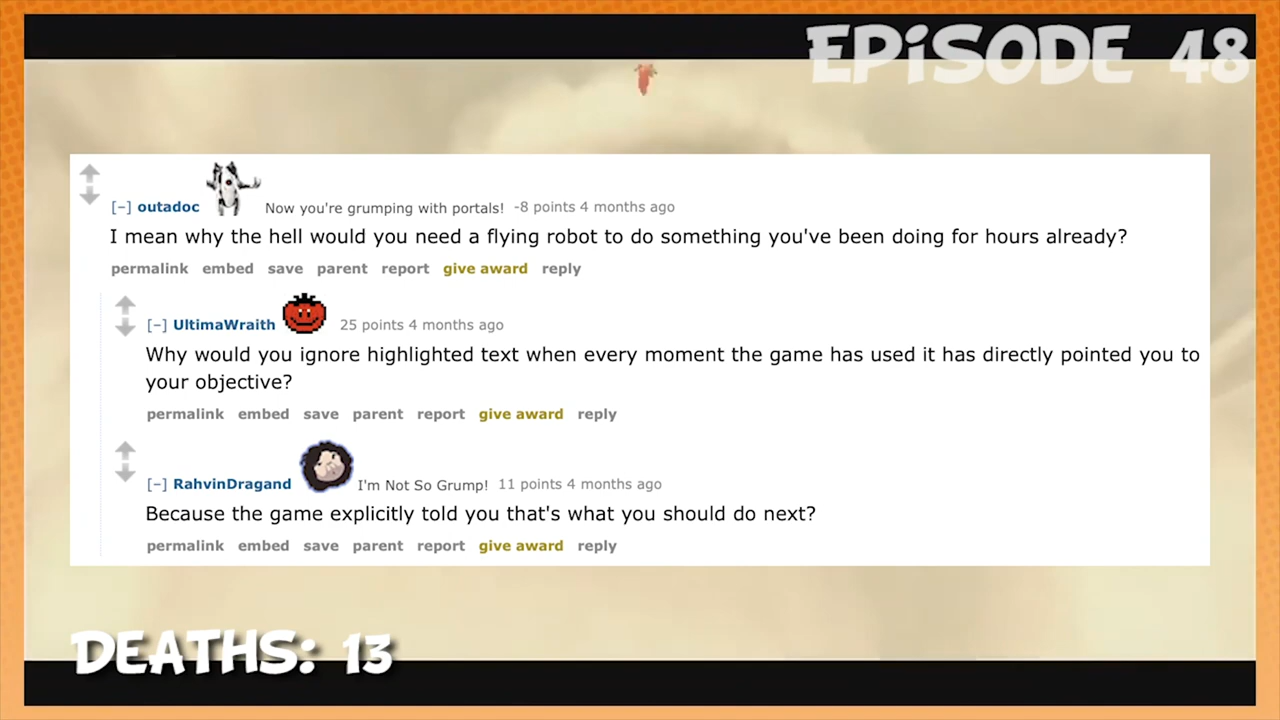 EPISODE 48
[–] outadoc Now you're grumping with portals! -8 points 4 months ago
I mean why the hell would you need a flying robot to do something you've been doing for hours already?
permalink embed save parent report give award reply
[–] UltimaWraith 25 points 4 months ago
Why would you ignore highlighted text when every moment the game has used it has directly pointed you to
your objective?
permalink embed save parent report give award reply
[–] RahvinDragand I'm Not So Grump! 11 points 4 months ago
Because the game explicitly told you that's what you should do next?
permalink embed save parent report give award reply
DEATHS: 13